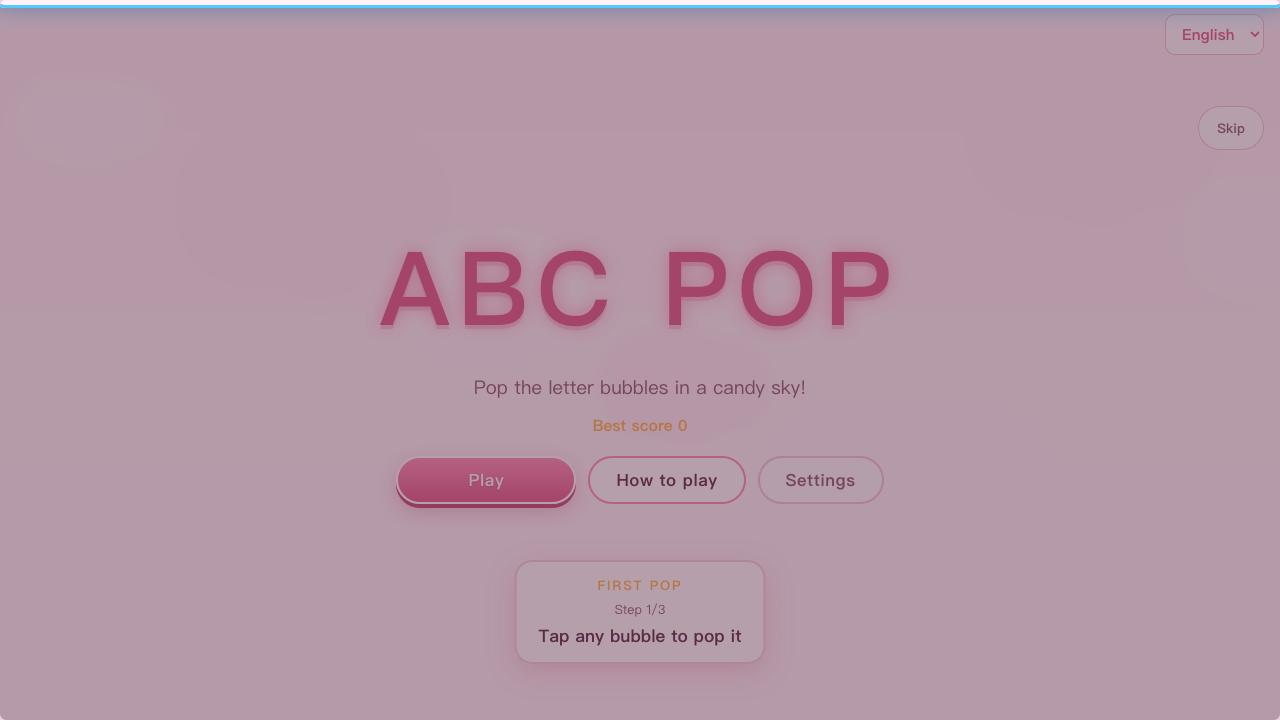 English
Skip
ABC POP
Pop the letter bubbles in a candy sky!
Best score 0
Play
How to play
Settings
FIRST POP
Step 1/3
Tap any bubble to pop it